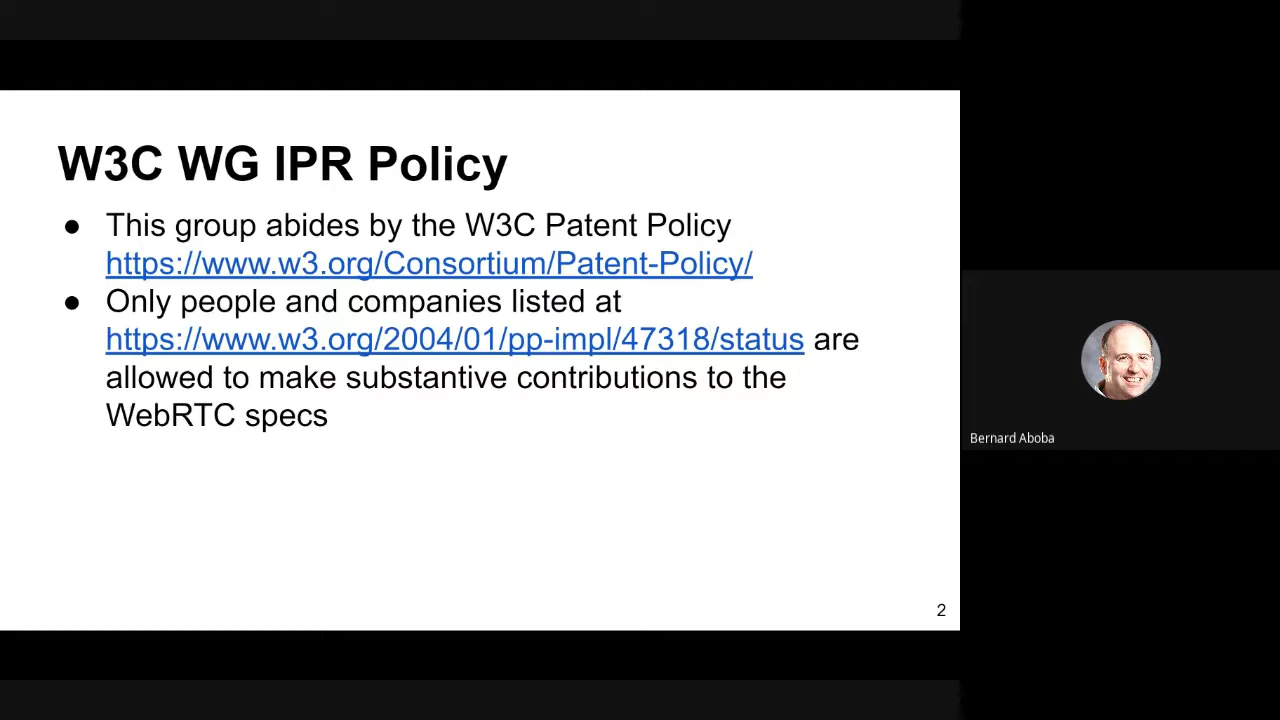 W3C WG IPR Policy
● This group abides by the W3C Patent Policy
https://www.w3.org/Consortium/Patent-Policy/
● Only people and companies listed at
https://www.w3.org/2004/01/pp-impl/47318/status are
allowed to make substantive contributions to the
WebRTC specs
Bernard Aboba
2